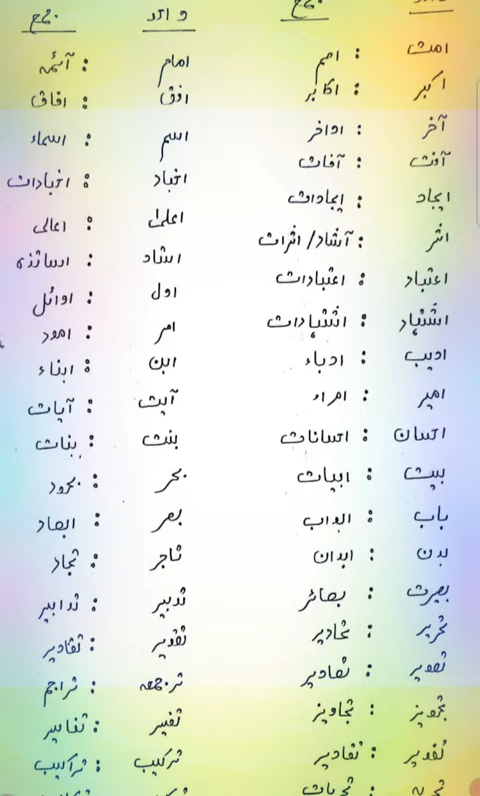 واحد جمع واحد جمع
امت : امم امام : آئمہ
اکبر : اکابر افق : افاق
آخر : اواخر اسم : اسماء
آفت : آفات اخبار : اخبارات
ایجاد : ایجادات اعلیٰ : اعالی
اثر : آثار/ اثرات استاد : اساتذہ
اعتبار : اعتبارات اول : اوائل
اشتہار : اشتہارات امر : امور
ادیب : ادباء ابن : ابناء
امیر : امراء آیت : آیات
احسان : احسانات بنت : بنات
بیت : ابیات بحر : بحور
باب : ابواب بصر : ابصار
بدن : ابدان تاجر : تجار
بصیرت : بصائر تدبیر : تدابیر
تحریر : تحاریر تقدیر : تقادیر
تصویر : تصاویر ترجمہ : تراجم
تجویز : تجاویز تفسیر : تفاسیر
تقدیر : تقادیر ترکیب : تراکیب